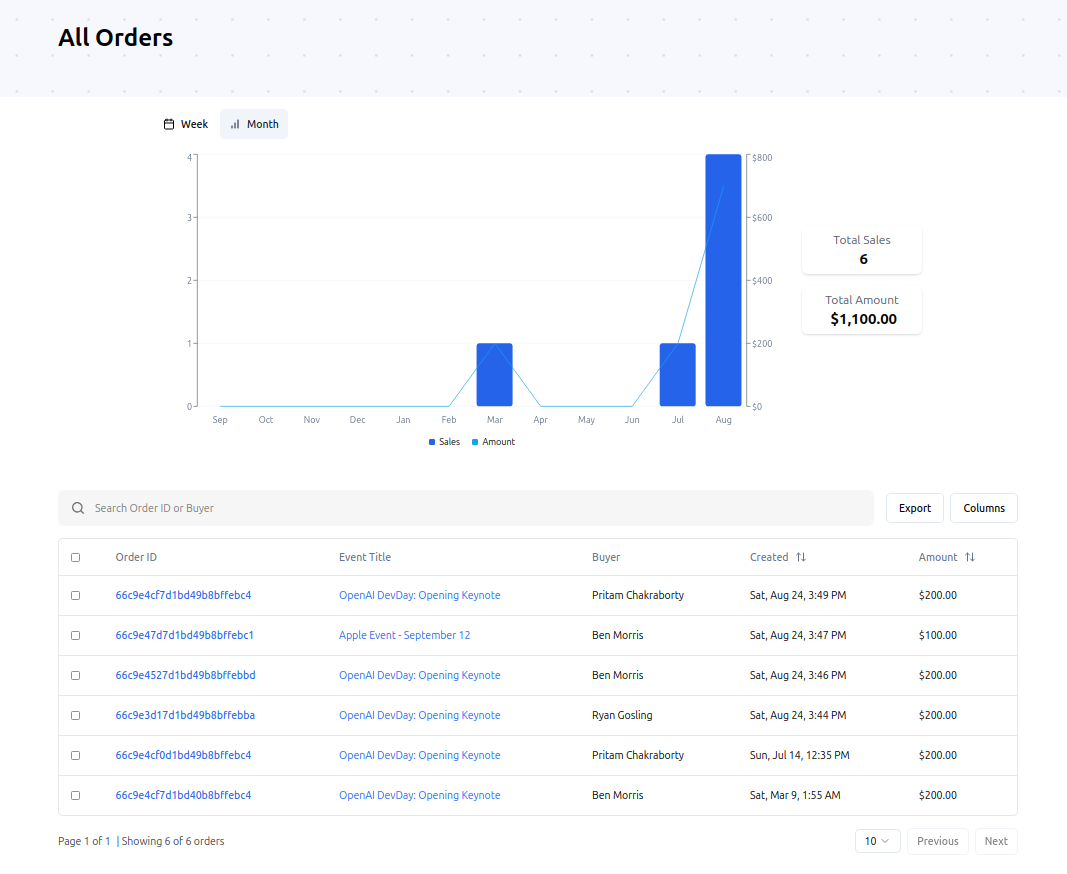 All Orders
Week Month
4 $800
3 $600
2 $400
1 $200
0 $0
Sep Oct Nov Dec Jan Feb Mar Apr May Jun Jul Aug
Sales Amount
Total Sales
6
Total Amount
$1,100.00
Search Order ID or Buyer Export Columns
Order ID Event Title Buyer Created Amount
66c9e4cf7d1bd49b8bffebc4 OpenAI DevDay: Opening Keynote Pritam Chakraborty Sat, Aug 24, 3:49 PM $200.00
66c9e47d7d1bd49b8bffebc1 Apple Event - September 12 Ben Morris Sat, Aug 24, 3:47 PM $100.00
66c9e4527d1bd49b8bffebbd OpenAI DevDay: Opening Keynote Ben Morris Sat, Aug 24, 3:46 PM $200.00
66c9e3d17d1bd49b8bffebba OpenAI DevDay: Opening Keynote Ryan Gosling Sat, Aug 24, 3:44 PM $200.00
66c9e4cf0d1bd49b8bffebc4 OpenAI DevDay: Opening Keynote Pritam Chakraborty Sun, Jul 14, 12:35 PM $200.00
66c9e4cf7d1bd40b8bffebc4 OpenAI DevDay: Opening Keynote Ben Morris Sat, Mar 9, 1:55 AM $200.00
Page 1 of 1 | Showing 6 of 6 orders 10 Previous Next